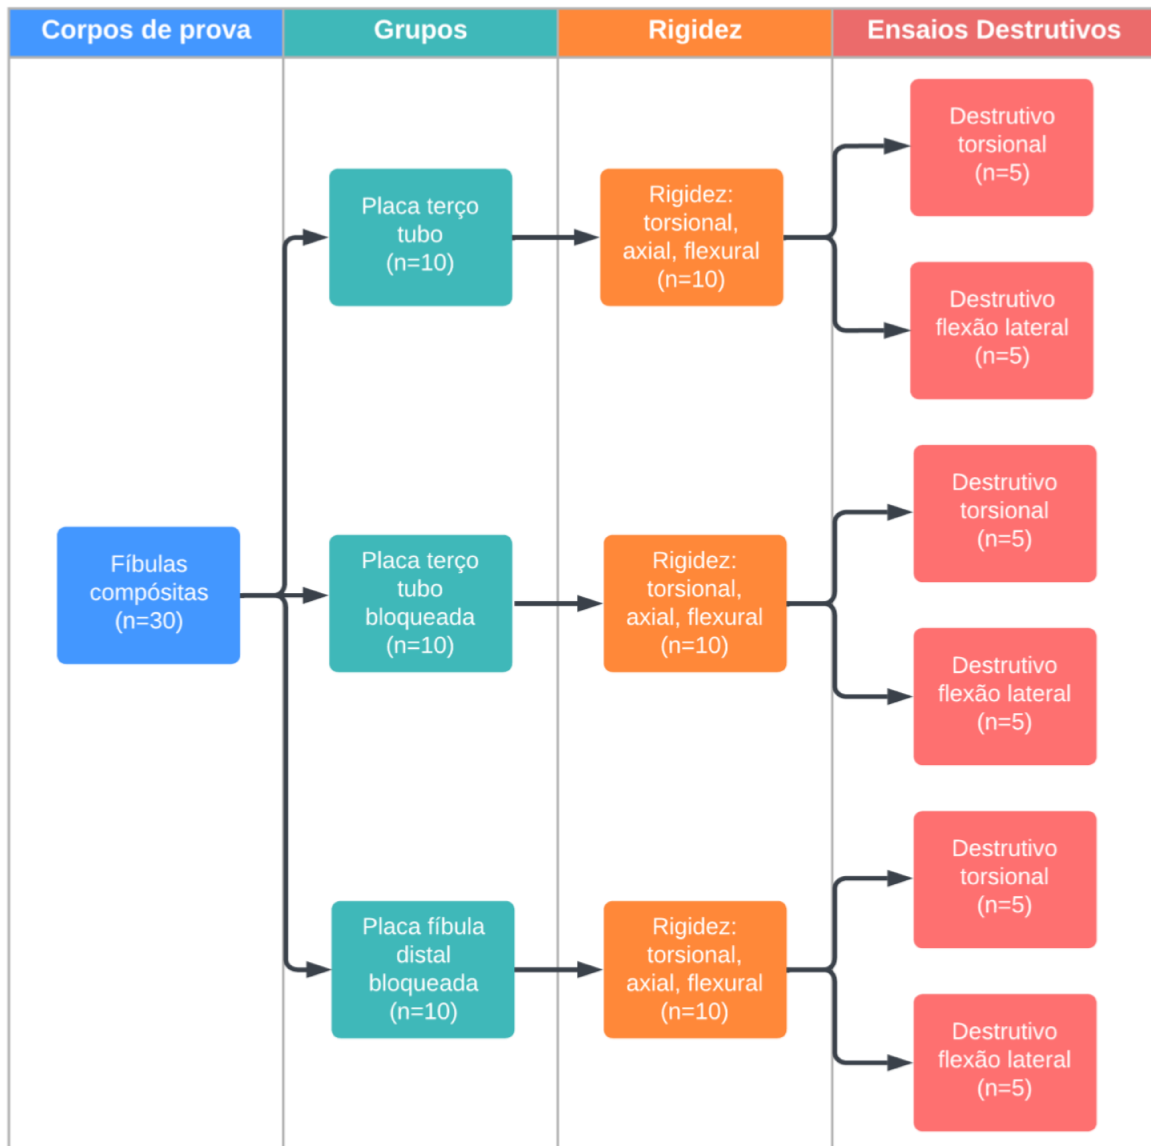 Corpos de prova
Grupos
Rigidez
Ensaios Destrutivos
Fíbulas
compósitas
(n=30)
Placa terço
tubo
(n=10)
Rigidez:
torsional,
axial, flexural
(n=10)
Destrutivo
torsional
(n=5)
Destrutivo
flexão lateral
(n=5)
Placa terço
tubo
bloqueada
(n=10)
Rigidez:
torsional,
axial, flexural
(n=10)
Destrutivo
torsional
(n=5)
Destrutivo
flexão lateral
(n=5)
Placa fíbula
distal
bloqueada
(n=10)
Rigidez:
torsional,
axial, flexural
(n=10)
Destrutivo
torsional
(n=5)
Destrutivo
flexão lateral
(n=5)